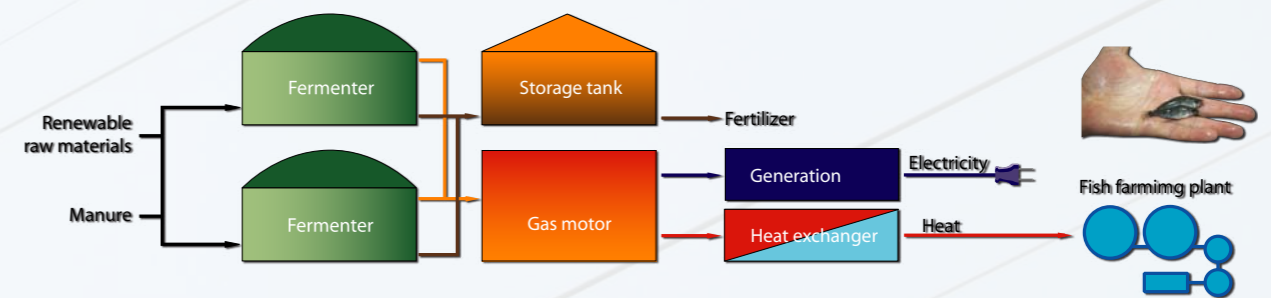 Renewable
raw materials
Manure
Fermenter
Fermenter
Storage tank
Fertilizer
Gas motor
Generation
Electricity
Heat exchanger
Heat
Fish farmimg plant